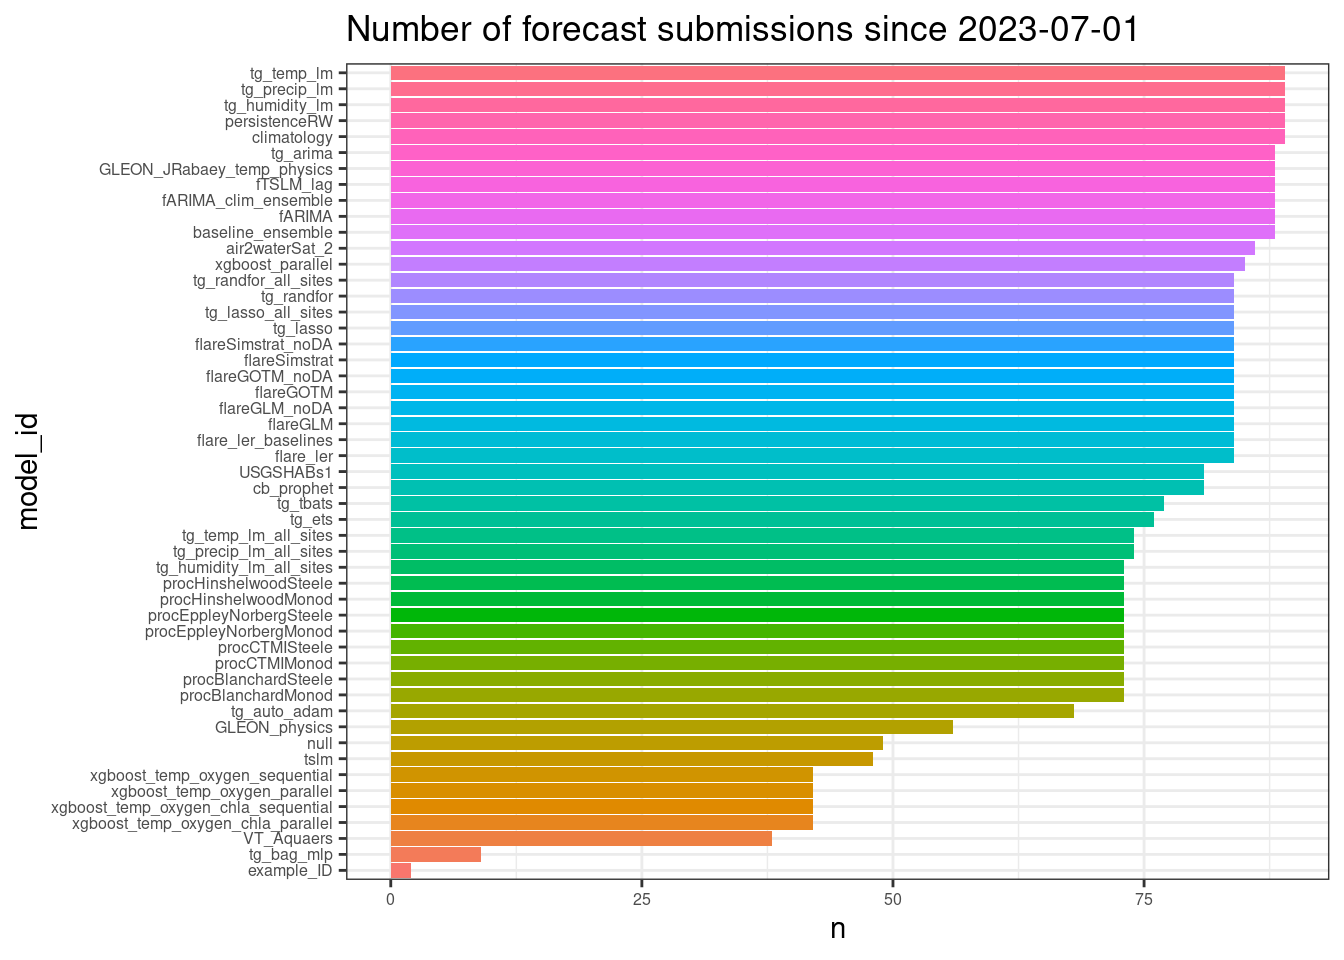 Number of forecast submissions since 2023-07-01
tg_temp_lm
tg_precip_lm
tg_humidity_lm
persistenceRW
climatology
tg_arima
GLEON_JRabaey_temp_physics
fTSLM_lag
fARIMA_clim_ensemble
fARIMA
baseline_ensemble
air2waterSat_2
xgboost_parallel
tg_randfor_all_sites
tg_randfor
tg_lasso_all_sites
tg_lasso
flareSimstrat_noDA
flareSimstrat
flareGOTM_noDA
flareGOTM
flareGLM_noDA
flareGLM
flare_ler_baselines
flare_ler
USGSHABs1
cb_prophet
tg_tbats
tg_ets
tg_temp_lm_all_sites
tg_precip_lm_all_sites
tg_humidity_lm_all_sites
procHinshelwoodSteele
procHinshelwoodMonod
procEppleyNorbergSteele
procEppleyNorbergMonod
procCTMISteele
procCTMIMonod
procBlanchardSteele
procBlanchardMonod
tg_auto_adam
GLEON_physics
null
tslm
xgboost_temp_oxygen_sequential
xgboost_temp_oxygen_parallel
xgboost_temp_oxygen_chla_sequential
xgboost_temp_oxygen_chla_parallel
VT_Aquaers
tg_bag_mlp
example_ID
model_id
0 25 50 75
n